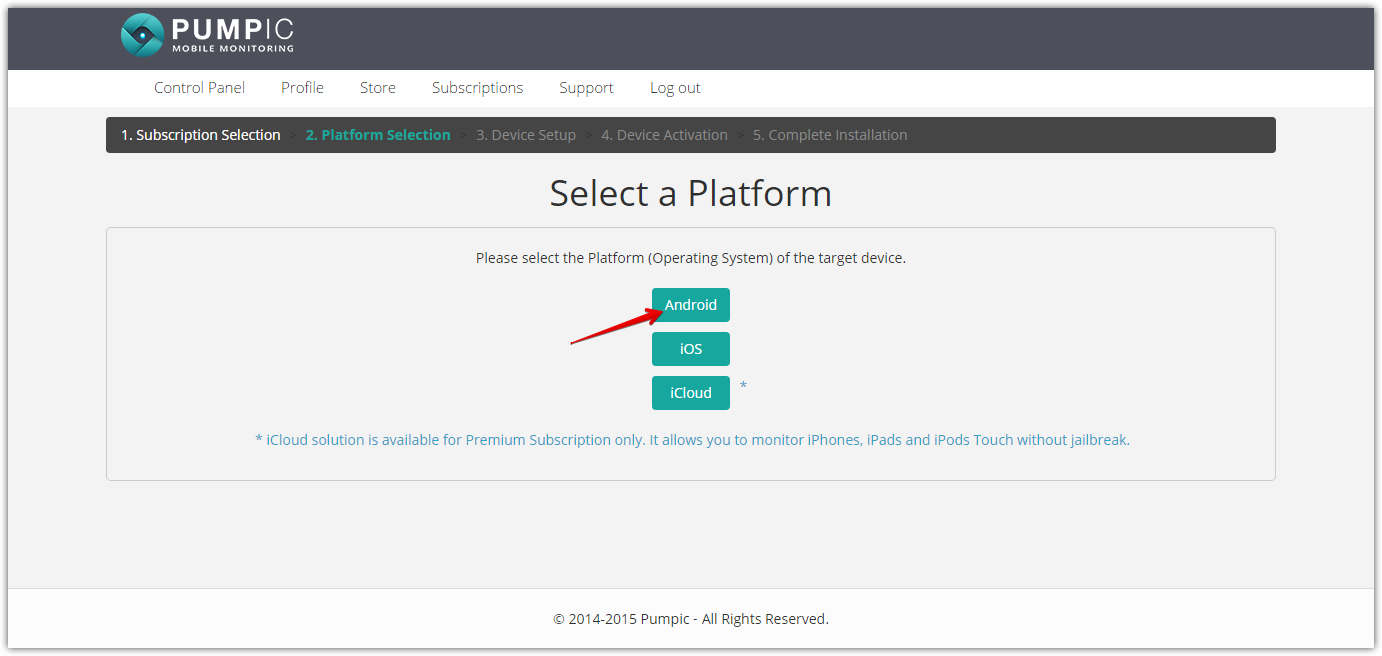 PUMPIC
MOBILE MONITORING
Control Panel Profile Store Subscriptions Support Log out
1. Subscription Selection > 2. Platform Selection > 3. Device Setup > 4. Device Activation > 5. Complete Installation
Select a Platform
Please select the Platform (Operating System) of the target device.
Android
iOS
iCloud *
* iCloud solution is available for Premium Subscription only. It allows you to monitor iPhones, iPads and iPods Touch without jailbreak.
© 2014-2015 Pumpic - All Rights Reserved.